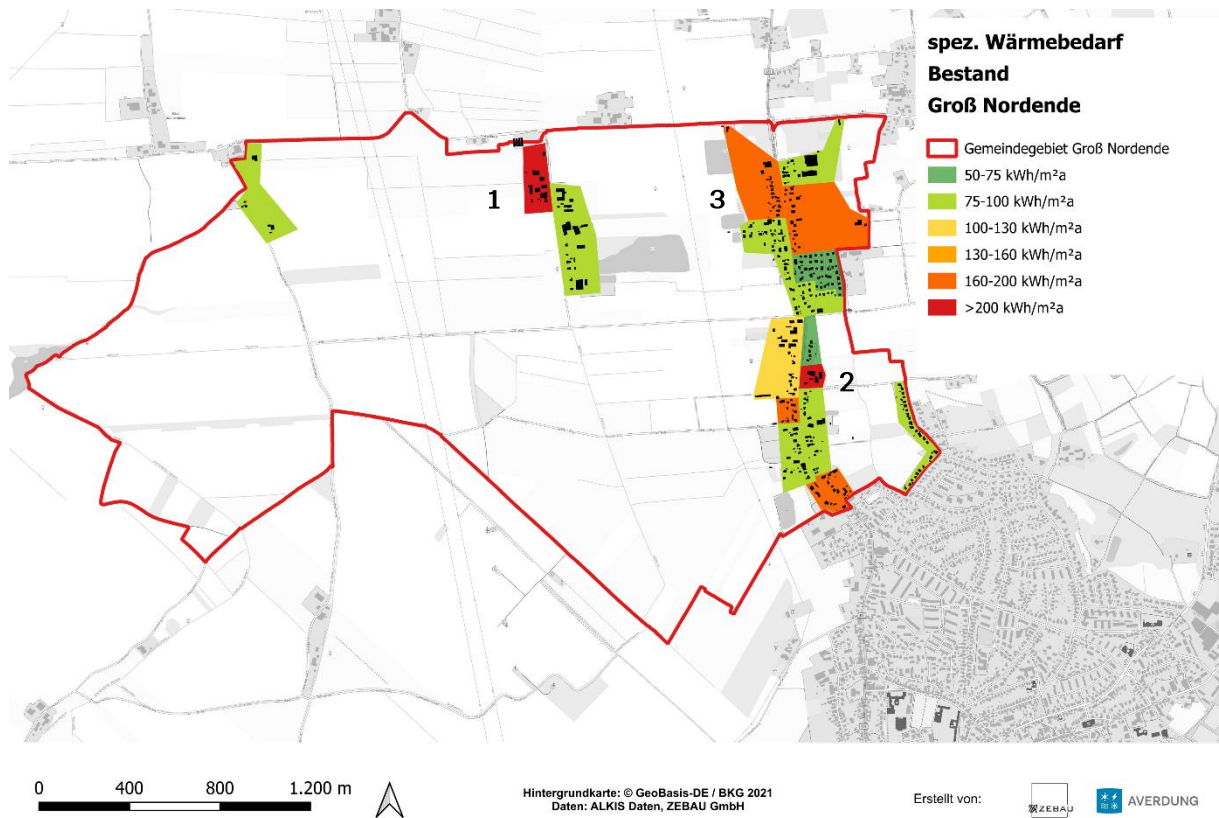 spez. Wärmebedarf
Bestand
Groß Nordende
Gemeindegebiet Groß Nordende
50-75 kWh/m²a
75-100 kWh/m²a
100-130 kWh/m²a
130-160 kWh/m²a
160-200 kWh/m²a
>200 kWh/m²a
1
3
2
0 400 800 1.200 m
Hintergrundkarte: © GeoBasis-DE / BKG 2021
Daten: ALKIS Daten, ZEBAU GmbH
Erstellt von:
ZEBAU
AVERDUNG